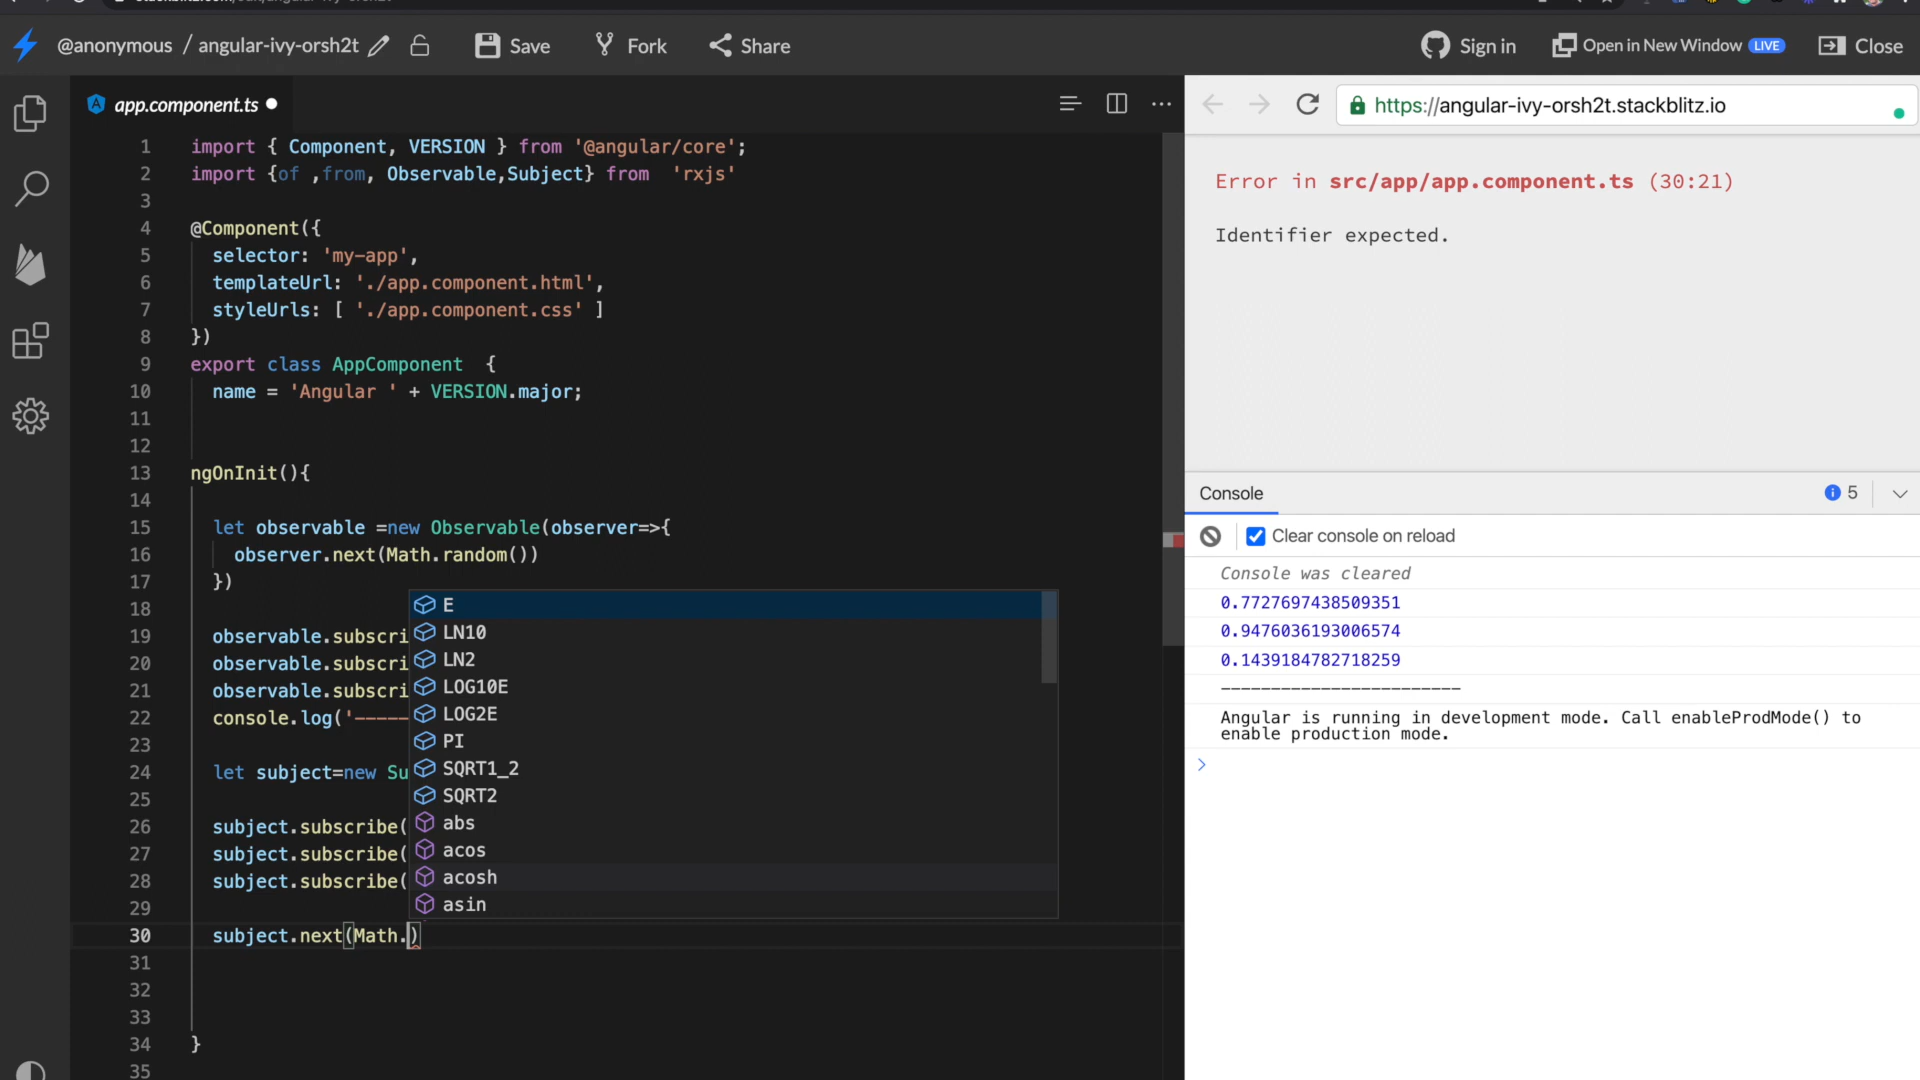 @anonymous / angular-ivy-orsh2t
Save
Fork
Share
Sign in
Open in New Window LIVE
Close
app.component.ts
1 import { Component, VERSION } from '@angular/core';
2 import {of ,from, Observable,Subject} from  'rxjs'
3
4 @Component({
5   selector: 'my-app',
6   templateUrl: './app.component.html',
7   styleUrls: [ './app.component.css' ]
8 })
9 export class AppComponent  {
10   name = 'Angular ' + VERSION.major;
11
12
13 ngOnInit(){
14
15   let observable =new Observable(observer=>{
16     observer.next(Math.random())
17   })
18
19   observable.subscri
20   observable.subscri
21   observable.subscri
22   console.log('-----
23
24   let subject=new Su
25
26   subject.subscribe(
27   subject.subscribe(
28   subject.subscribe(
29
30   subject.next(Math.)
31
32
33
34 }
35
E
LN10
LN2
LOG10E
LOG2E
PI
SQRT1_2
SQRT2
abs
acos
acosh
asin
https://angular-ivy-orsh2t.stackblitz.io
Error in src/app/app.component.ts (30:21)
Identifier expected.
Console
5
Clear console on reload
Console was cleared
0.7727697438509351
0.9476036193006574
0.1439184782718259
------------------------
Angular is running in development mode. Call enableProdMode() to
enable production mode.
>